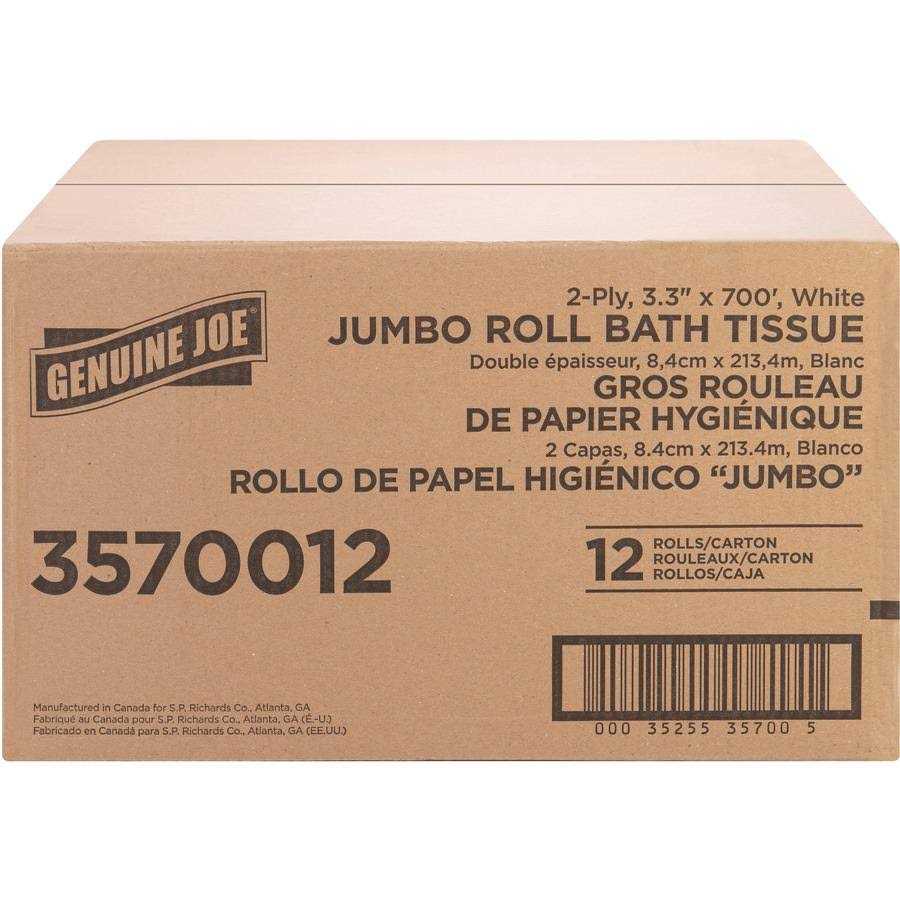 GENUINE JOE
2-Ply, 3.3" x 700', White
JUMBO ROLL BATH TISSUE
Double épaisseur, 8,4cm x 213,4m, Blanc
GROS ROULEAU
DE PAPIER HYGIÉNIQUE
2 Capas, 8.4cm x 213.4m, Blanco
ROLLO DE PAPEL HIGIÉNICO “JUMBO”
3570012
12 ROLLS/CARTON
ROULEAUX/CARTON
ROLLOS/CAJA
Manufactured in Canada for S.P. Richards Co., Atlanta, GA
Fabriqué au Canada pour S.P. Richards Co., Atlanta, GA (É.-U.)
Fabricado en Canadá para S.P. Richards Co., Atlanta, GA (EE.UU.)
000 35255 35700 5